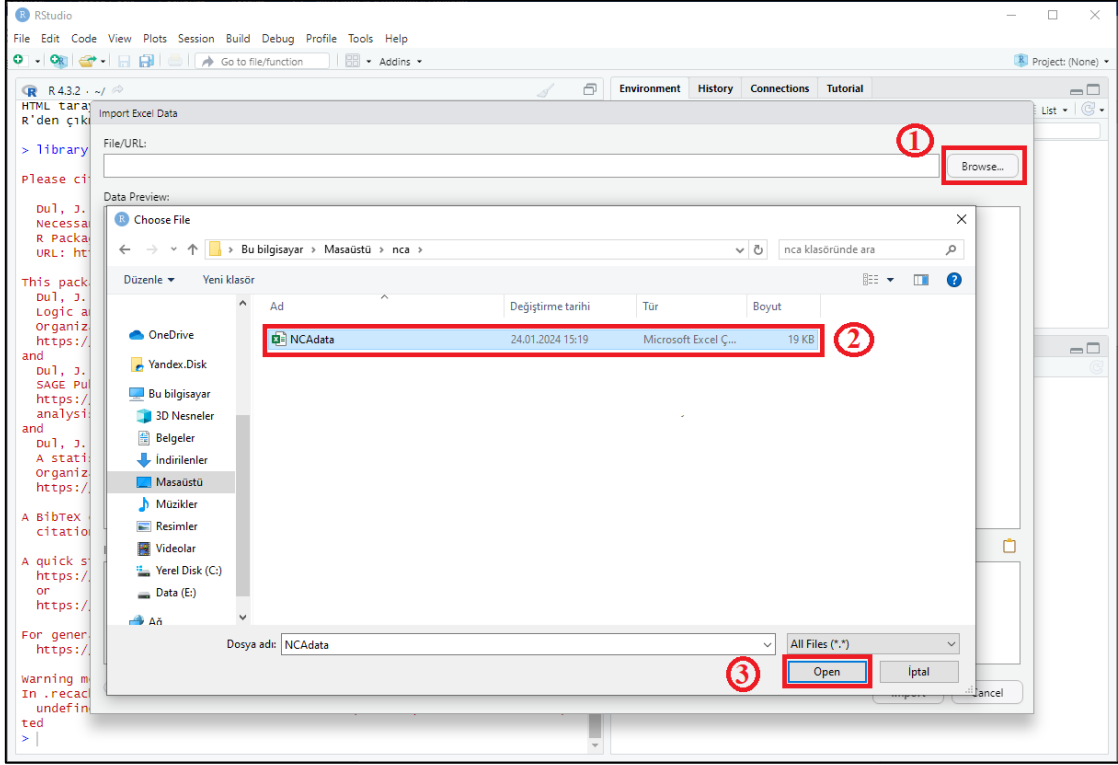 RStudio
File Edit Code View Plots Session Build Debug Profile Tools Help
Go to file/function Addins Project: (None)
R 4.3.2 · ~/
Environment History Connections Tutorial
HTML tara
List
R'den çık
Import Excel Data
File/URL:
1
> library
Browse...
Please ci
Data Preview:
Dul, J.
Choose File
Necessa
R Packa
Bu bilgisayar > Masaüstü > nca >
nca klasöründe ara
URL: ht
Düzenle Yeni klasör
This pack
Ad Değiştirme tarihi Tür Boyut
Dul, J.
Logic a
organiz
OneDrive
NCAdata 24.01.2024 15:19 Microsoft Excel Ç... 19 KB
2
https:/
and
Yandex.Disk
Dul, J.
SAGE Pu
Bu bilgisayar
https:/
3D Nesneler
analysi
and
Belgeler
Dul, J.
A stati
İndirilenler
Organiz
Masaüstü
https:/
Müzikler
A BibTeX
Resimler
citatio
Videolar
A quick s
Yerel Disk (C:)
https:/
or
Data (E:)
https:/
Ağ
For gener
Dosya adı: NCAdata All Files (*.*)
https:/
3
Open İptal
Warning m
In .recac
Import Cancel
undefin
ted
>